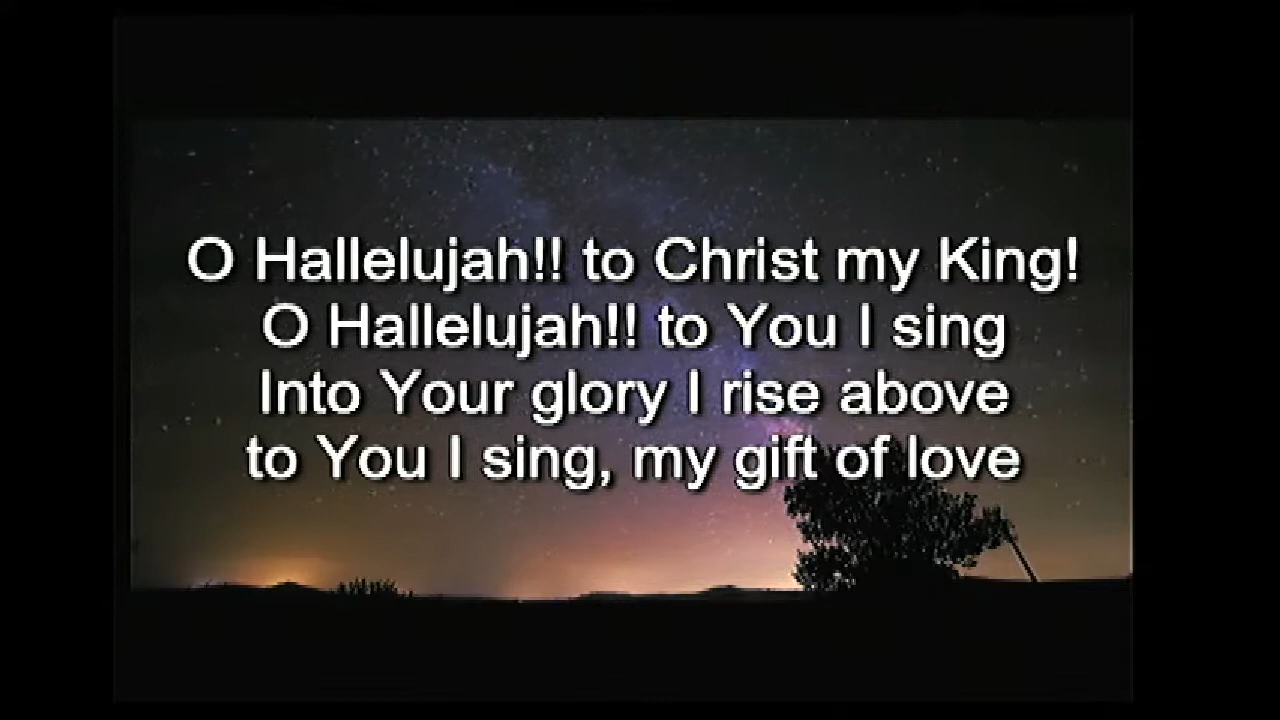 O Hallelujah!! to Christ my King!
O Hallelujah!! to You I sing
Into Your glory I rise above
to You I sing, my gift of love